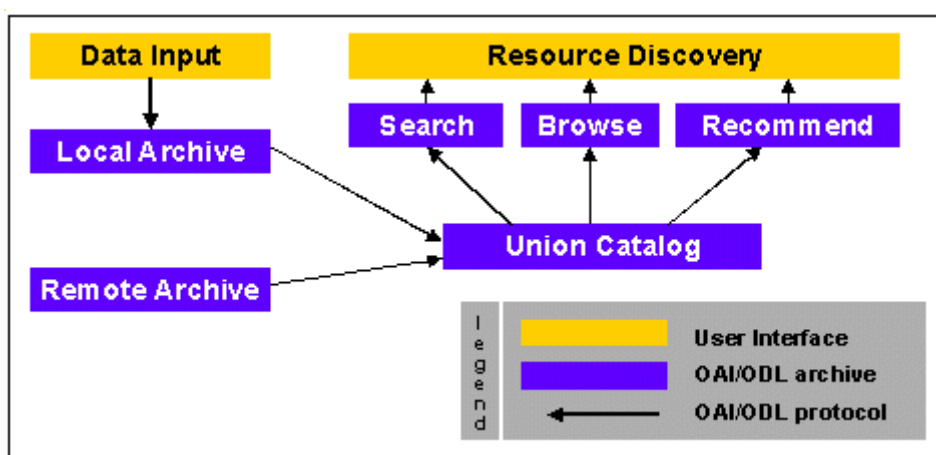 Data Input
Resource Discovery
Search
Browse
Recommend
Local Archive
Union Catalog
Remote Archive
legend
User Interface
OAI/ODL archive
OAI/ODL protocol